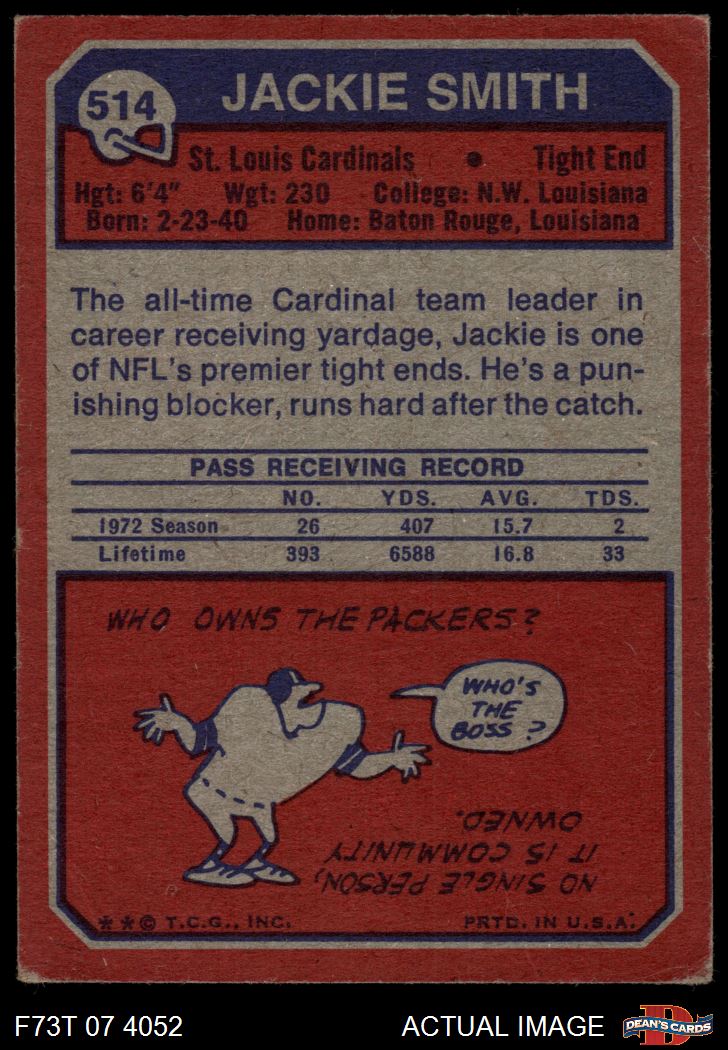 514
JACKIE SMITH
St. Louis Cardinals • Tight End
Hgt: 6'4" Wgt: 230 College: N.W. Louisiana
Born: 2-23-40 Home: Baton Rouge, Louisiana
The all-time Cardinal team leader in
career receiving yardage, Jackie is one
of NFL's premier tight ends. He's a pun-
ishing blocker, runs hard after the catch.
PASS RECEIVING RECORD
NO. YDS. AVG. TDS.
1972 Season 26 407 15.7 2
Lifetime 393 6588 16.8 33
WHO OWNS THE PACKERS?
WHO'S
THE
BOSS?
NO SINGLE PERSON,
IT IS COMMUNITY
OWNED.
**© T.C.G., INC. PRTD. IN U.S.A.
F73T 07 4052 ACTUAL IMAGE
D
DEAN'S CARDS